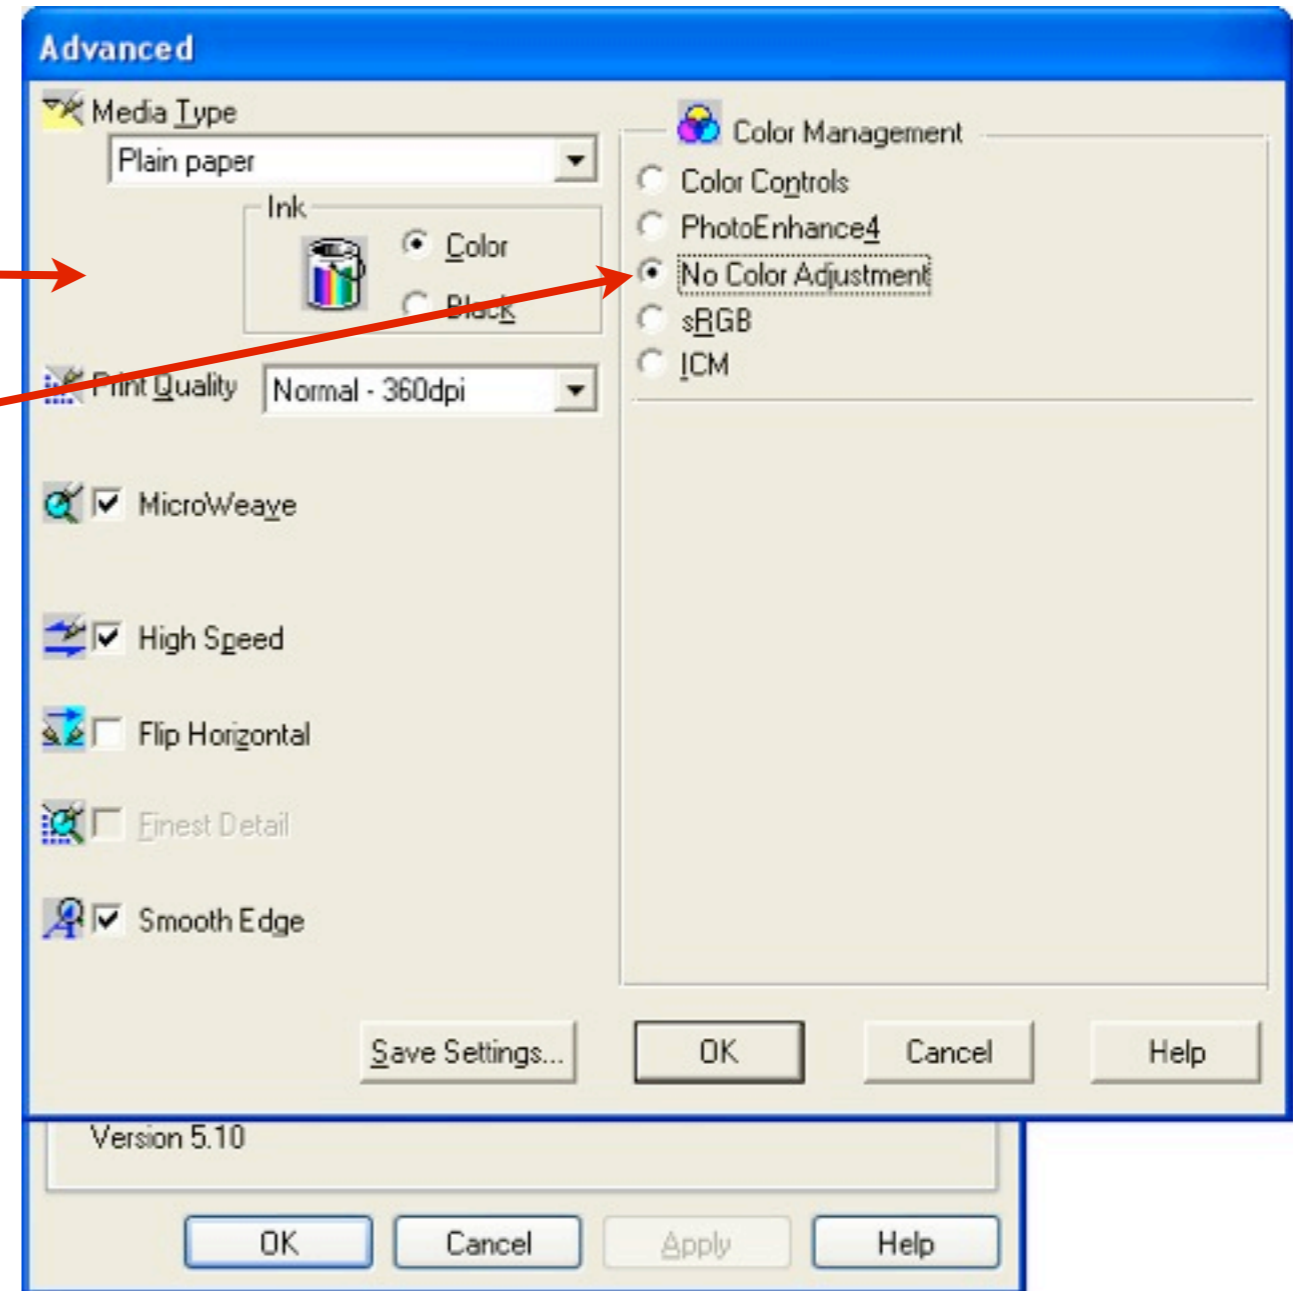 Advanced
Media Type
Plain paper
Ink
Color
Black
Print Quality
Normal - 360dpi
MicroWeave
High Speed
Flip Horizontal
Finest Detail
Smooth Edge
Color Management
Color Controls
PhotoEnhance4
No Color Adjustment
sRGB
ICM
Save Settings... OK Cancel Help
Version 5.10
OK Cancel Apply Help